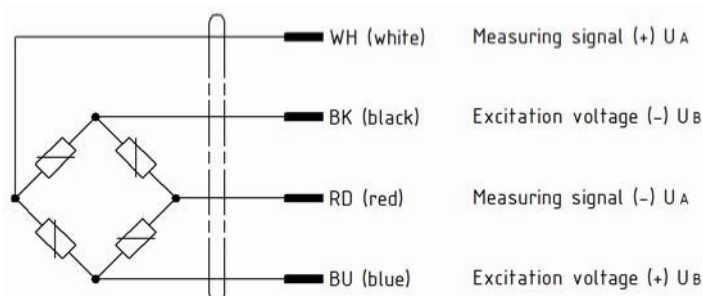 WH (white) Measuring signal (+) UA
BK (black) Excitation voltage (-) UB
RD (red) Measuring signal (-) UA
BU (blue) Excitation voltage (+) UB